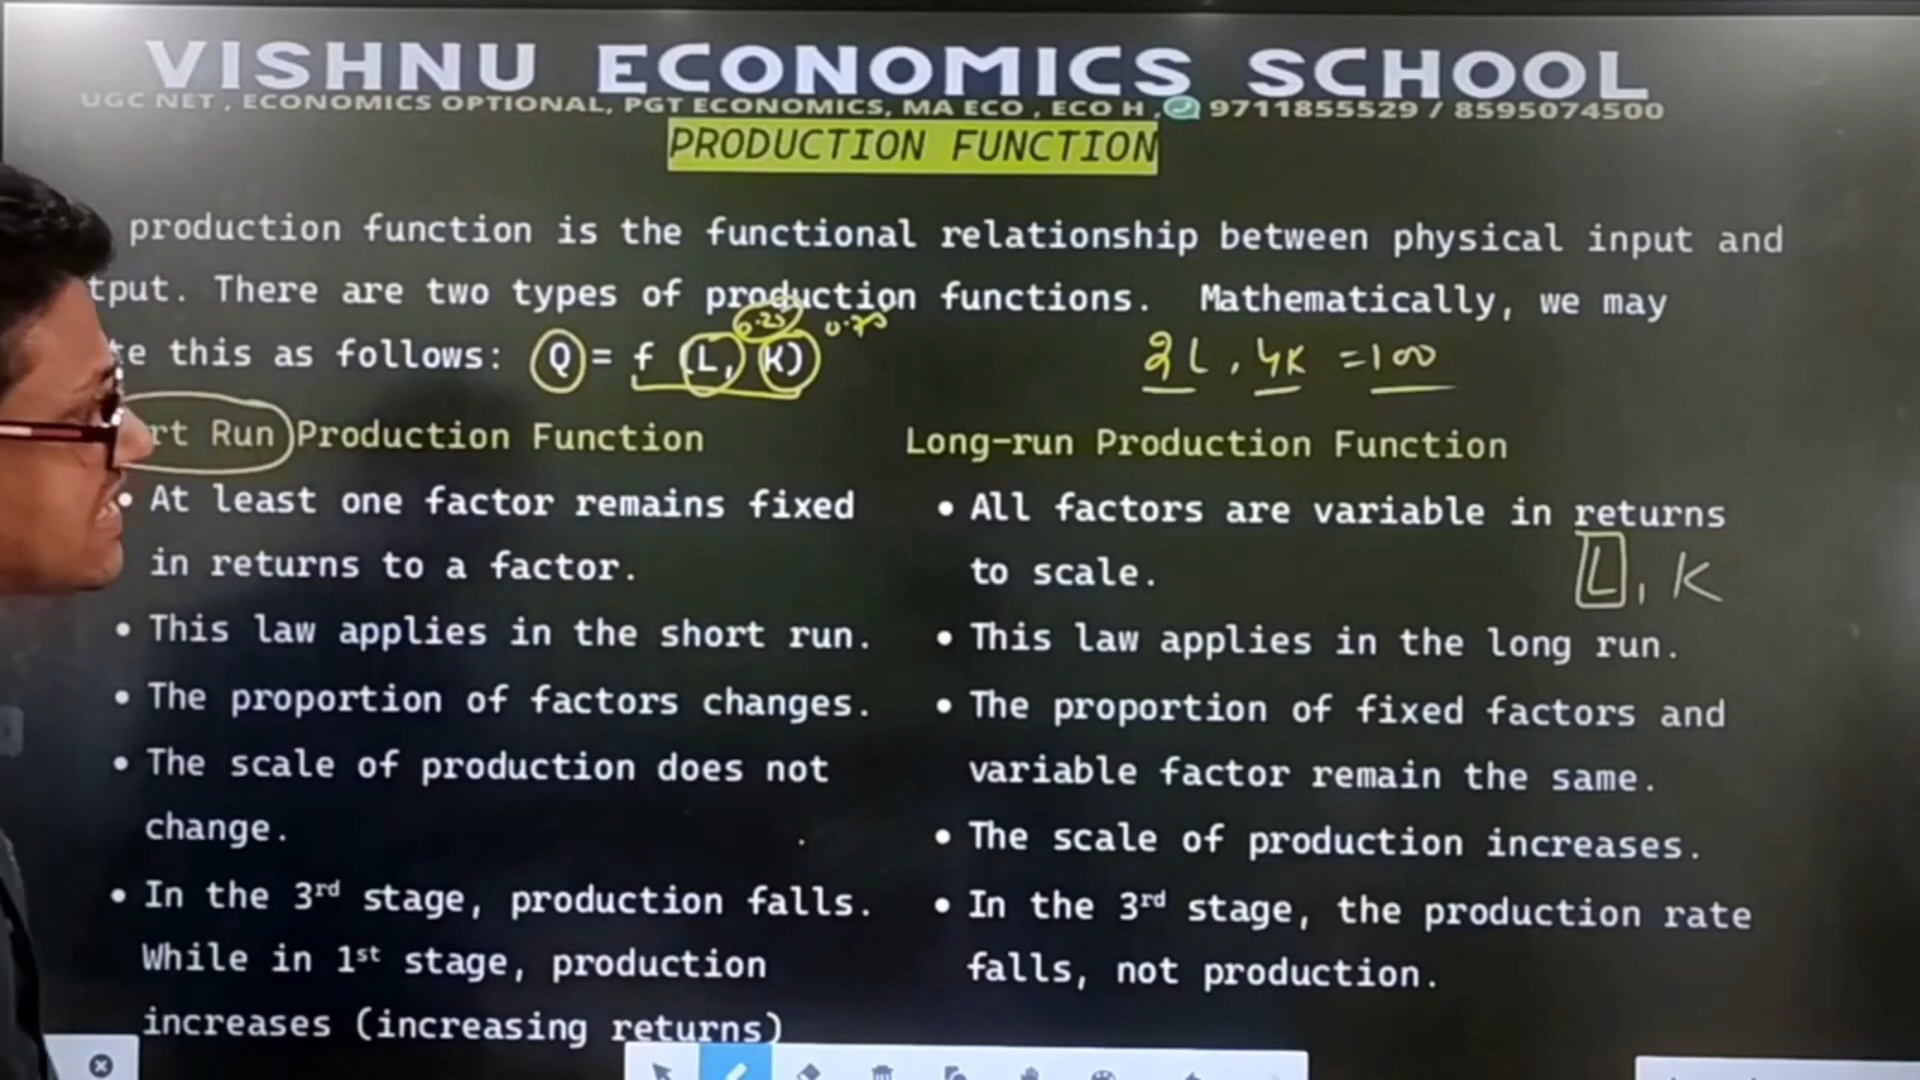 VISHNU ECONOMICS SCHOOL
UGC NET , ECONOMICS OPTIONAL, PGT ECONOMICS, MA ECO , ECO H , 9711855529 / 8595074500
PRODUCTION FUNCTION
production function is the functional relationship between physical input and
tput. There are two types of production functions. Mathematically, we may
te this as follows: Q = f (L, K)
0.25
0.75
2L , 4K = 100
rt Run Production Function
• At least one factor remains fixed
in returns to a factor.
• This law applies in the short run.
• The proportion of factors changes.
• The scale of production does not
change.
• In the 3rd stage, production falls.
While in 1st stage, production
increases (increasing returns)
Long-run Production Function
• All factors are variable in returns
to scale.
L, K
• This law applies in the long run.
• The proportion of fixed factors and
variable factor remain the same.
• The scale of production increases.
• In the 3rd stage, the production rate
falls, not production.